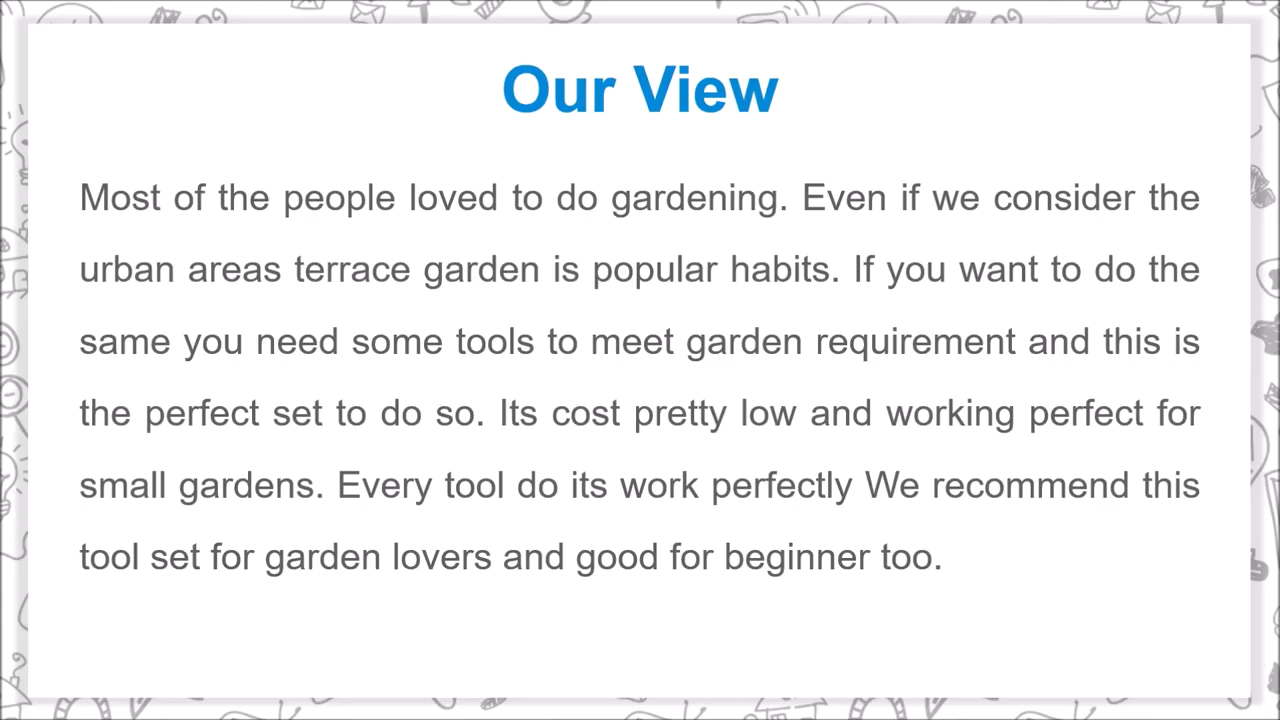 Our View
Most of the people loved to do gardening. Even if we consider the
urban areas terrace garden is popular habits. If you want to do the
same you need some tools to meet garden requirement and this is
the perfect set to do so. Its cost pretty low and working perfect for
small gardens. Every tool do its work perfectly We recommend this
tool set for garden lovers and good for beginner too.